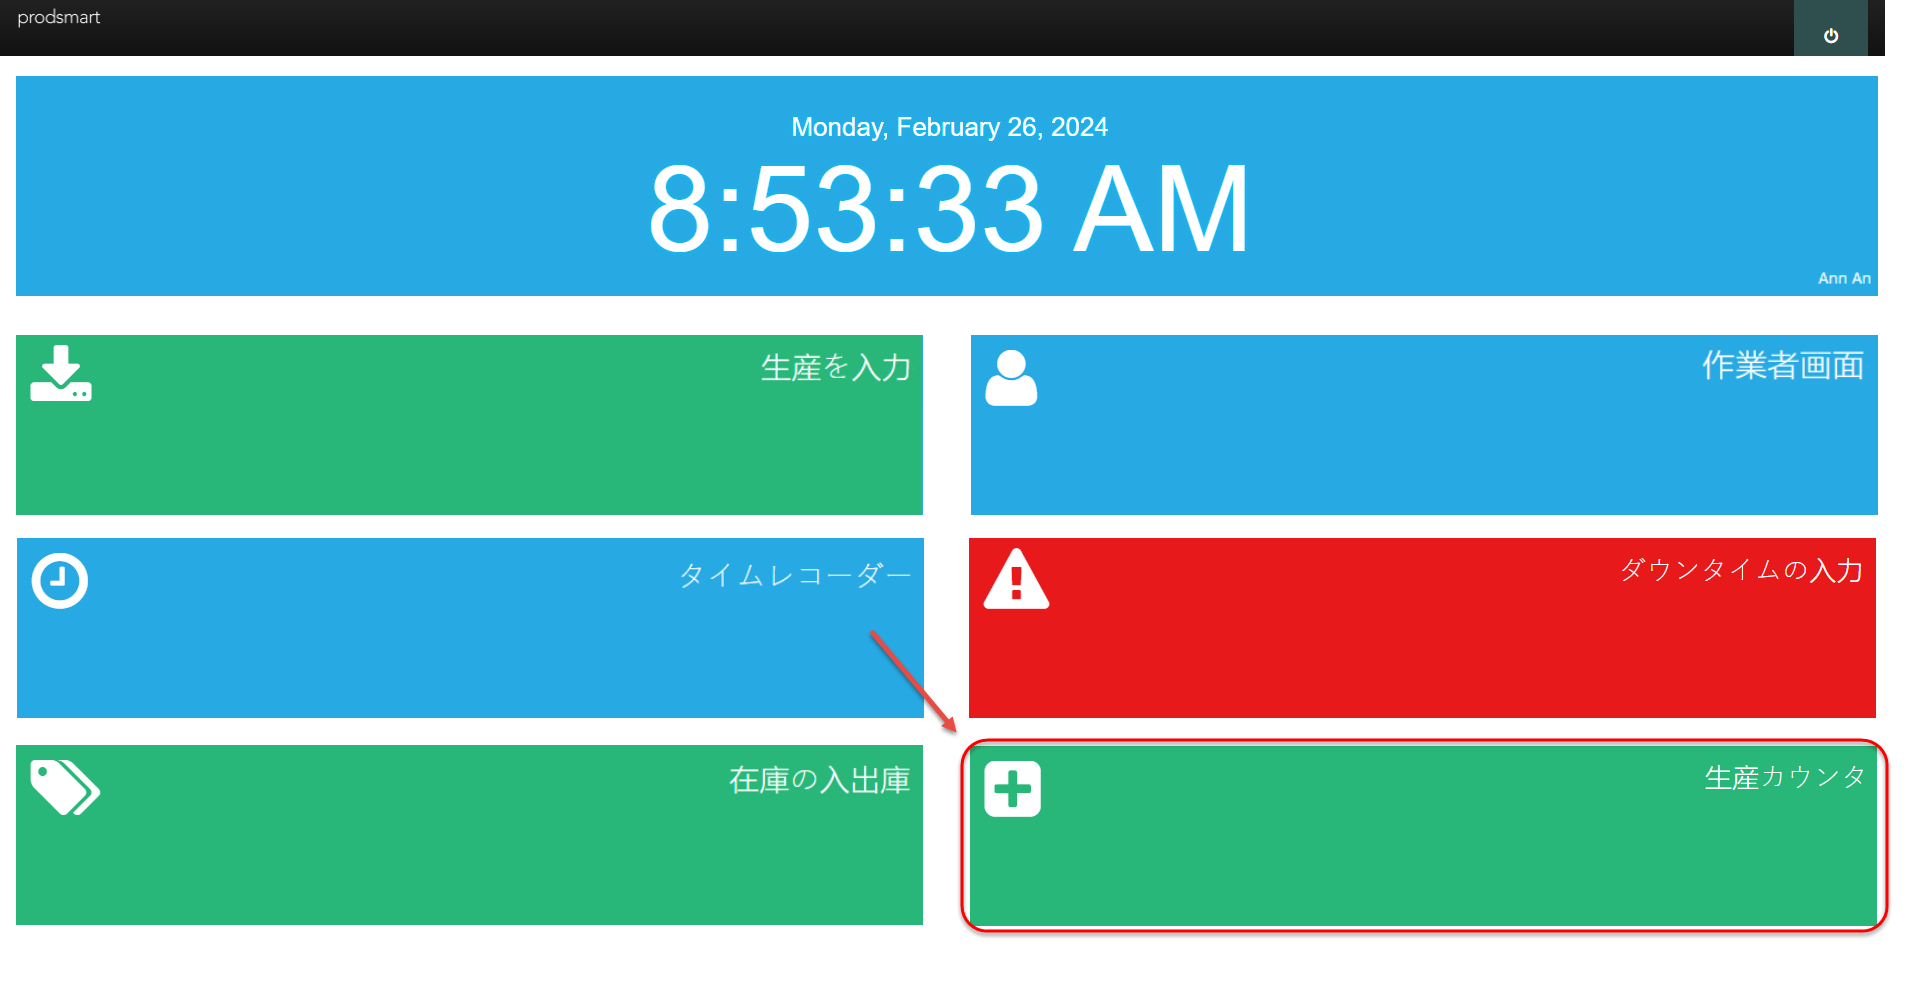 prodsmart
Monday, February 26, 2024
8:53:33 AM
Ann An
生産を入力
作業者画面
タイムレコーダー
ダウンタイムの入力
在庫の入出庫
生産カウンタ